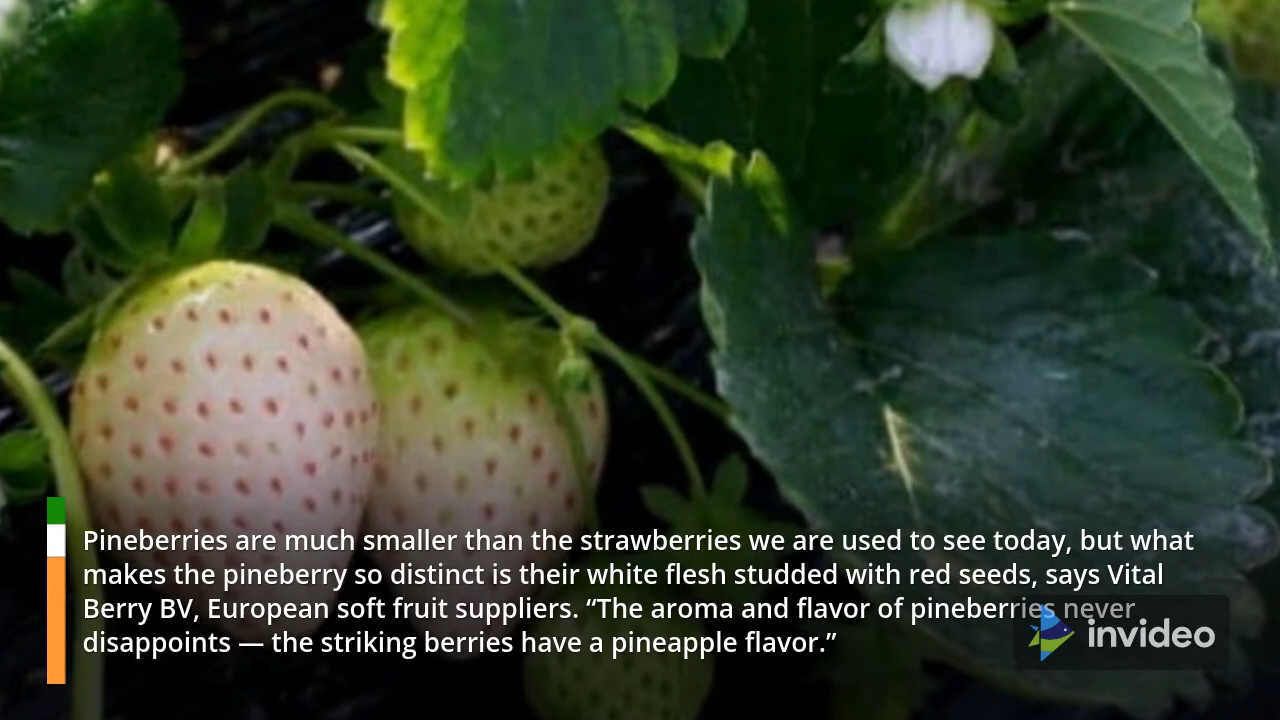 Pineberries are much smaller than the strawberries we are used to see today, but what
makes the pineberry so distinct is their white flesh studded with red seeds, says Vital
Berry BV, European soft fruit suppliers. “The aroma and flavor of pineberries never
disappoints — the striking berries have a pineapple flavor.”
invideo